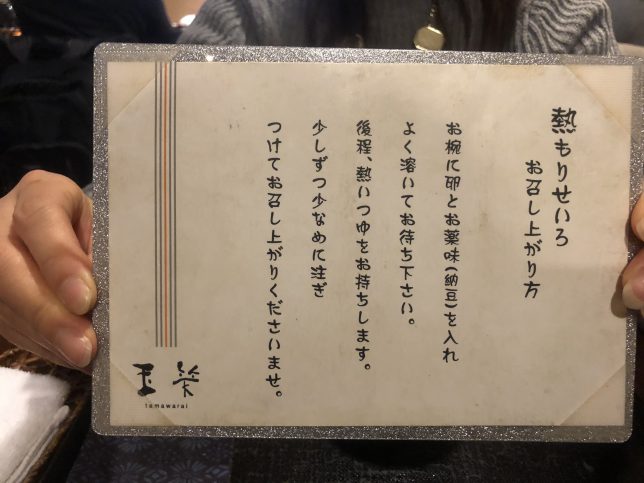 熱もりせいろ
お召し上がり方
お椀に卵とお薬味(納豆)を入れ
よく溶いてお待ち下さい。
後程、熱いつゆをお持ちします。
少しずつ少なめに注ぎ
つけてお召し上がりくださいませ。
玉笑
tamawarai